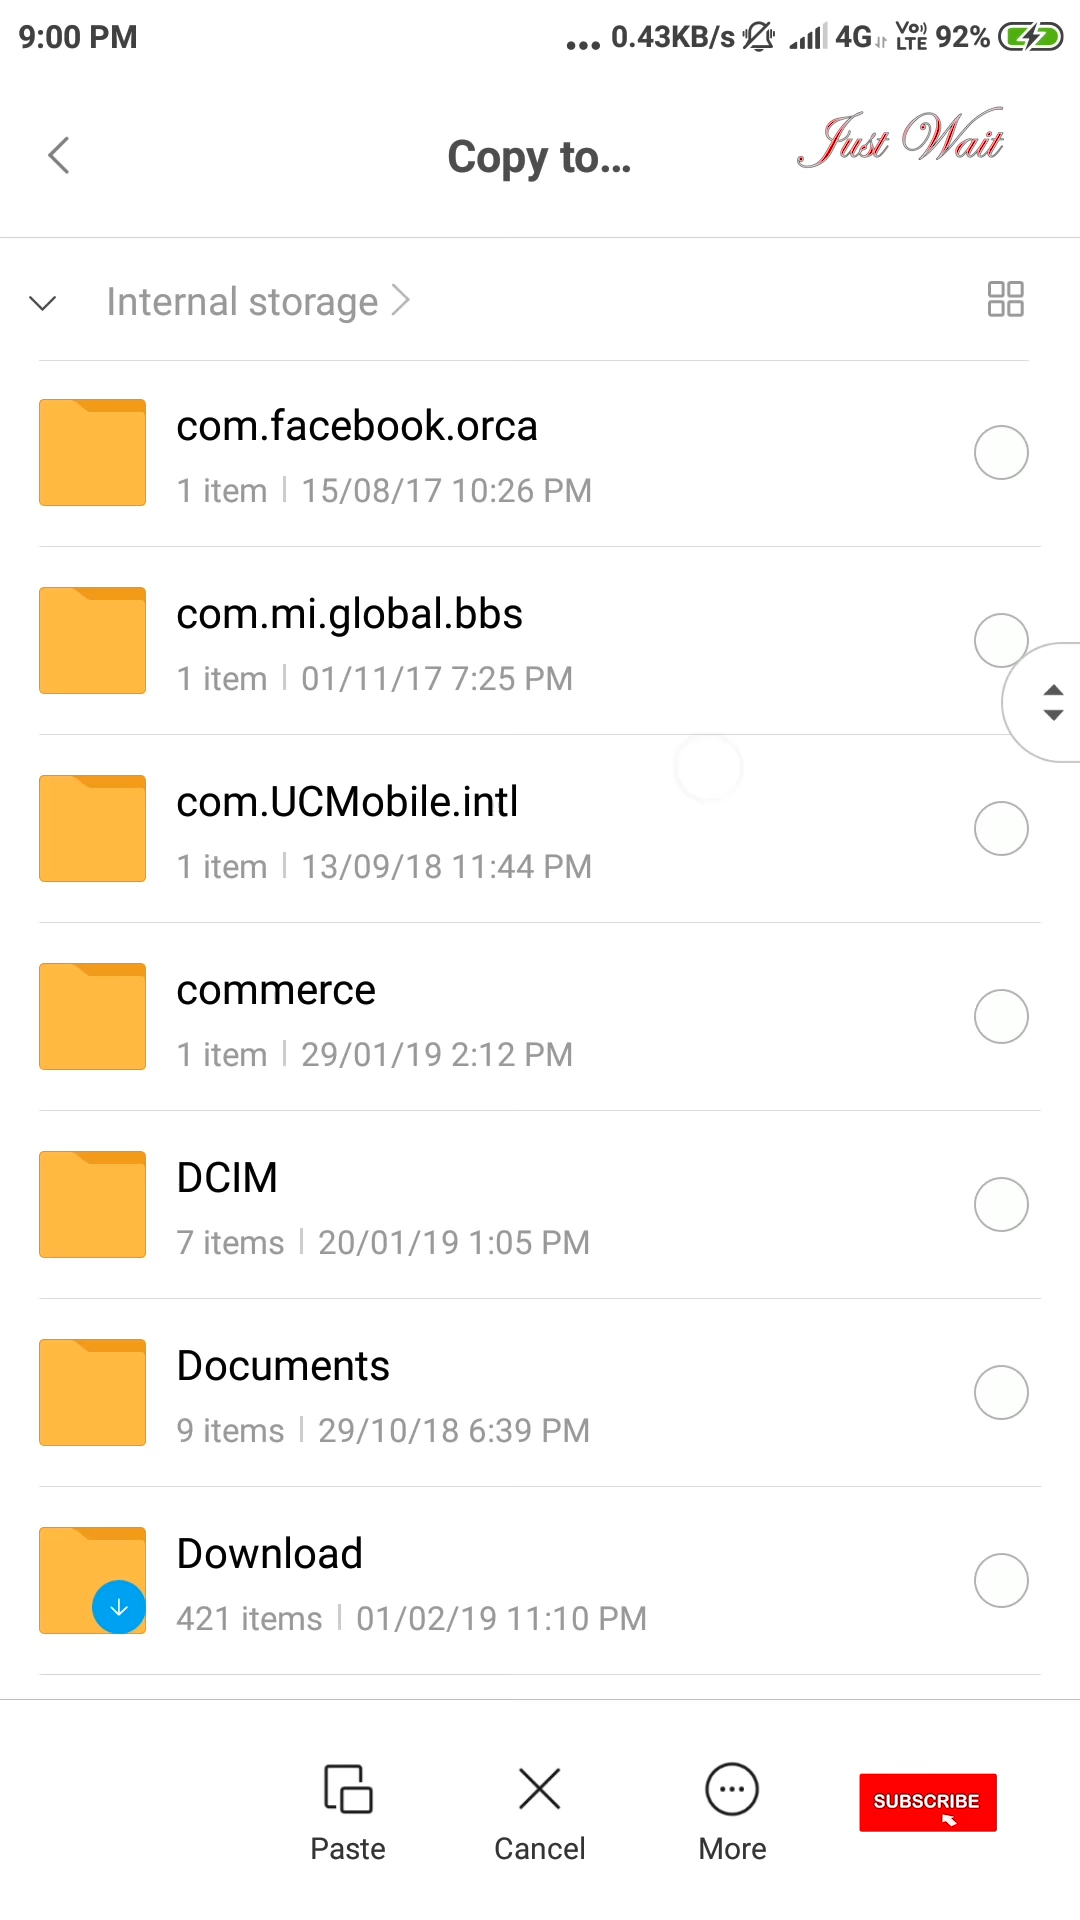 9:00 PM ... 0.43KB/s 4G VoLTE 92%
Copy to...
Just Wait
Internal storage
com.facebook.orca
1 item | 15/08/17 10:26 PM
com.mi.global.bbs
1 item | 01/11/17 7:25 PM
com.UCMobile.intl
1 item | 13/09/18 11:44 PM
commerce
1 item | 29/01/19 2:12 PM
DCIM
7 items | 20/01/19 1:05 PM
Documents
9 items | 29/10/18 6:39 PM
Download
421 items | 01/02/19 11:10 PM
Paste Cancel More SUBSCRIBE